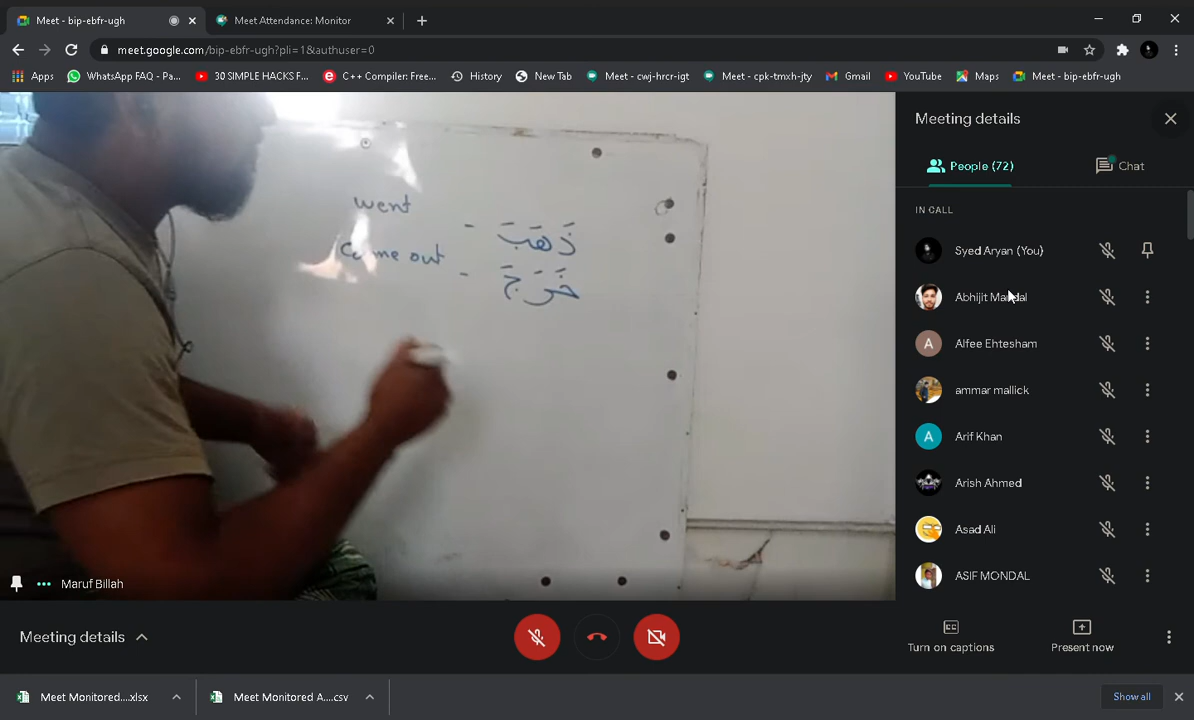 Meet - bip-ebfr-ugh
Meet Attendance: Monitor
meet.google.com/bip-ebfr-ugh?pli=1&authuser=0
Apps
WhatsApp FAQ - Pa...
30 SIMPLE HACKS F...
C++ Compiler: Free...
History
New Tab
Meet - cwj-hrcr-igt
Meet - cpk-tmxh-jty
Gmail
YouTube
Maps
Meet - bip-ebfr-ugh
went - ذَهَبَ
Come out - خَرَجَ
Maruf Billah
Meeting details
People (72)
Chat
IN CALL
Syed Aryan (You)
Abhijit Mandal
Alfee Ehtesham
ammar mallick
Arif Khan
Arish Ahmed
Asad Ali
ASIF MONDAL
Meeting details
Turn on captions
Present now
Meet Monitored....xlsx
Meet Monitored A....csv
Show all